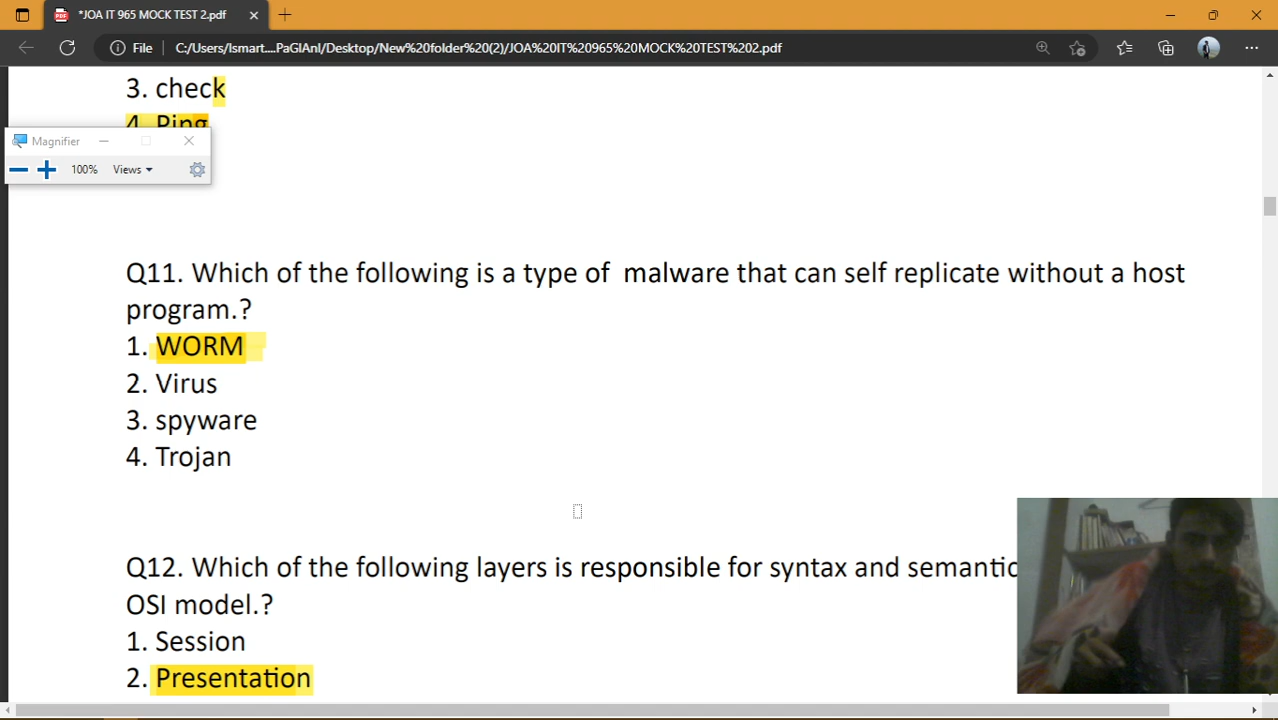 *JOA IT 965 MOCK TEST 2.pdf
File C:/Users/Ismart....PaGlAnl/Desktop/New%20folder%20(2)/JOA%20IT%20965%20MOCK%20TEST%202.pdf
3. check
4. Ping
Magnifier
100% Views
Q11. Which of the following is a type of malware that can self replicate without a host
program.?
1. WORM
2. Virus
3. spyware
4. Trojan
Q12. Which of the following layers is responsible for syntax and semantic
OSI model.?
1. Session
2. Presentation